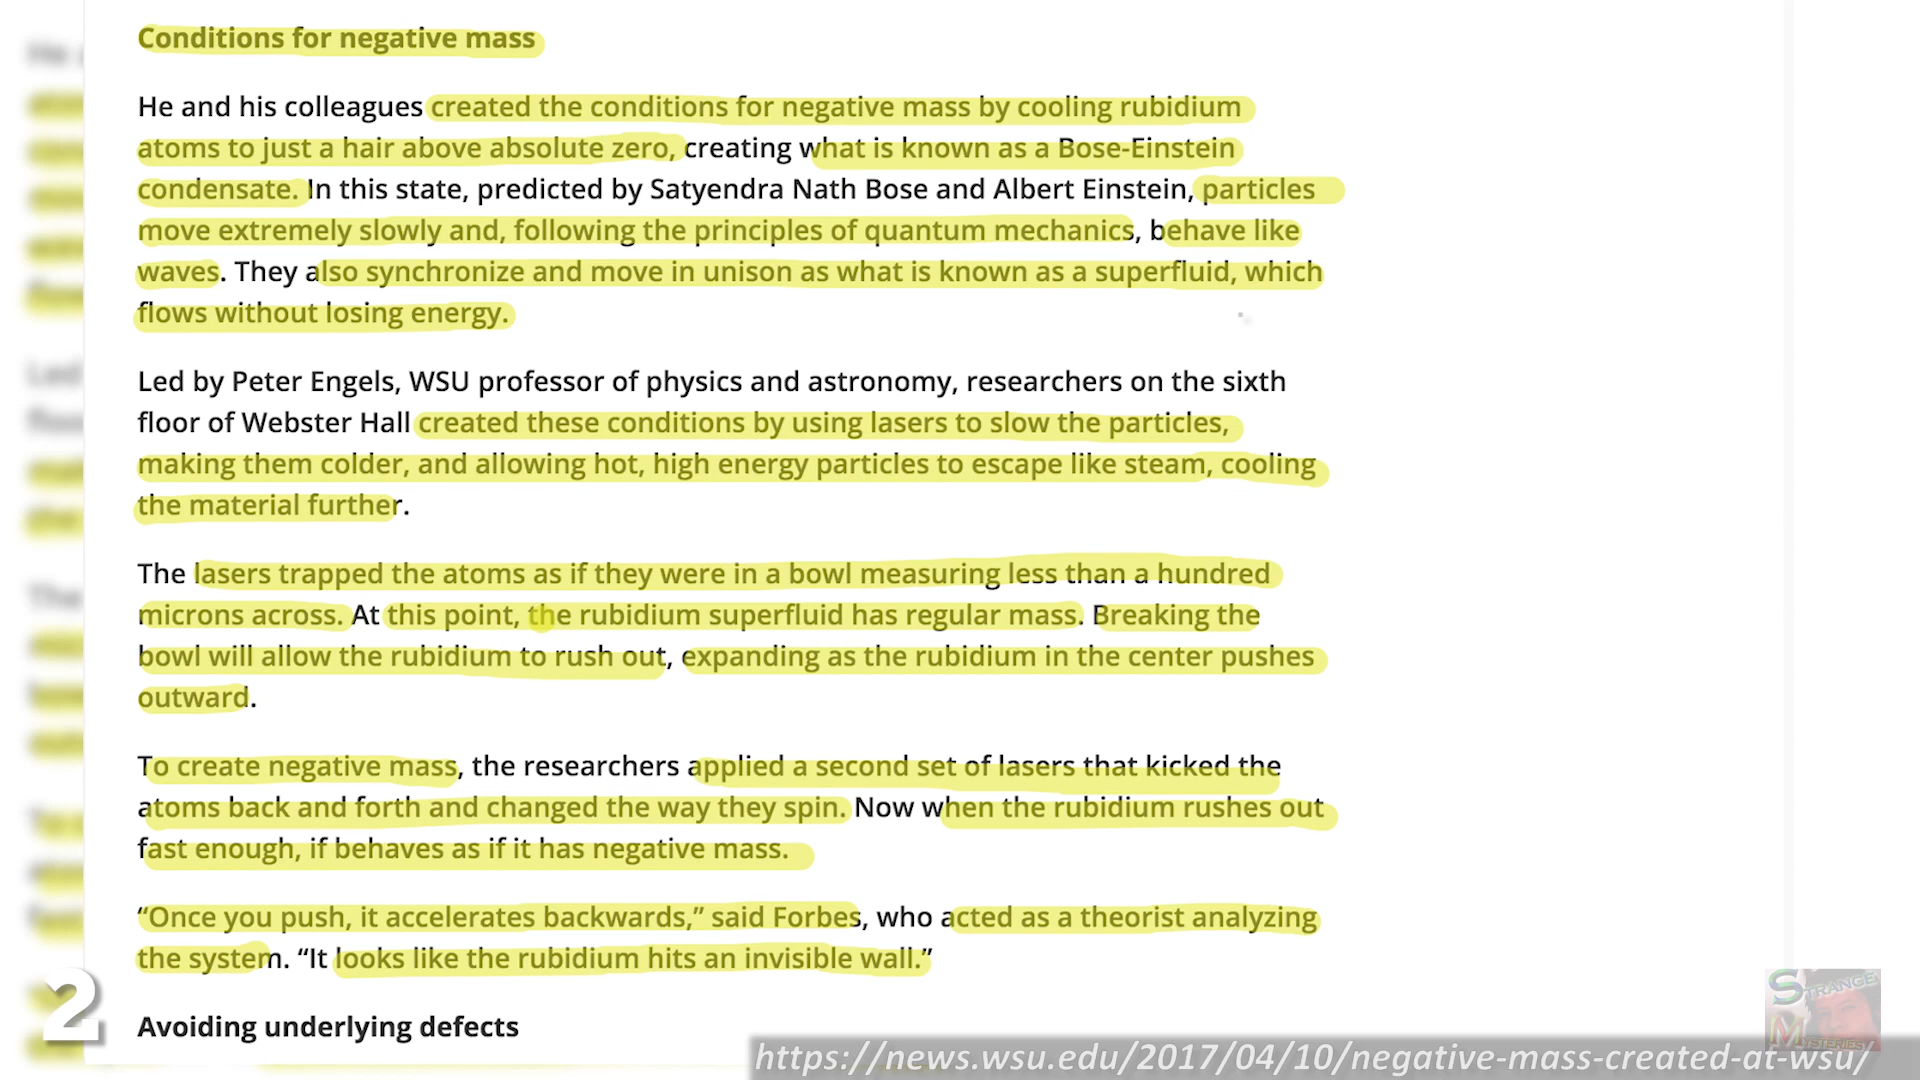 Conditions for negative mass
He and his colleagues created the conditions for negative mass by cooling rubidium
atoms to just a hair above absolute zero, creating what is known as a Bose-Einstein
condensate. In this state, predicted by Satyendra Nath Bose and Albert Einstein, particles
move extremely slowly and, following the principles of quantum mechanics, behave like
waves. They also synchronize and move in unison as what is known as a superfluid, which
flows without losing energy.
Led by Peter Engels, WSU professor of physics and astronomy, researchers on the sixth
floor of Webster Hall created these conditions by using lasers to slow the particles,
making them colder, and allowing hot, high energy particles to escape like steam, cooling
the material further.
The lasers trapped the atoms as if they were in a bowl measuring less than a hundred
microns across. At this point, the rubidium superfluid has regular mass. Breaking the
bowl will allow the rubidium to rush out, expanding as the rubidium in the center pushes
outward.
To create negative mass, the researchers applied a second set of lasers that kicked the
atoms back and forth and changed the way they spin. Now when the rubidium rushes out
fast enough, if behaves as if it has negative mass.
“Once you push, it accelerates backwards,” said Forbes, who acted as a theorist analyzing
the system. “It looks like the rubidium hits an invisible wall.”
Avoiding underlying defects
2
STRANGE
MYSTERIES
https://news.wsu.edu/2017/04/10/negative-mass-created-at-wsu/